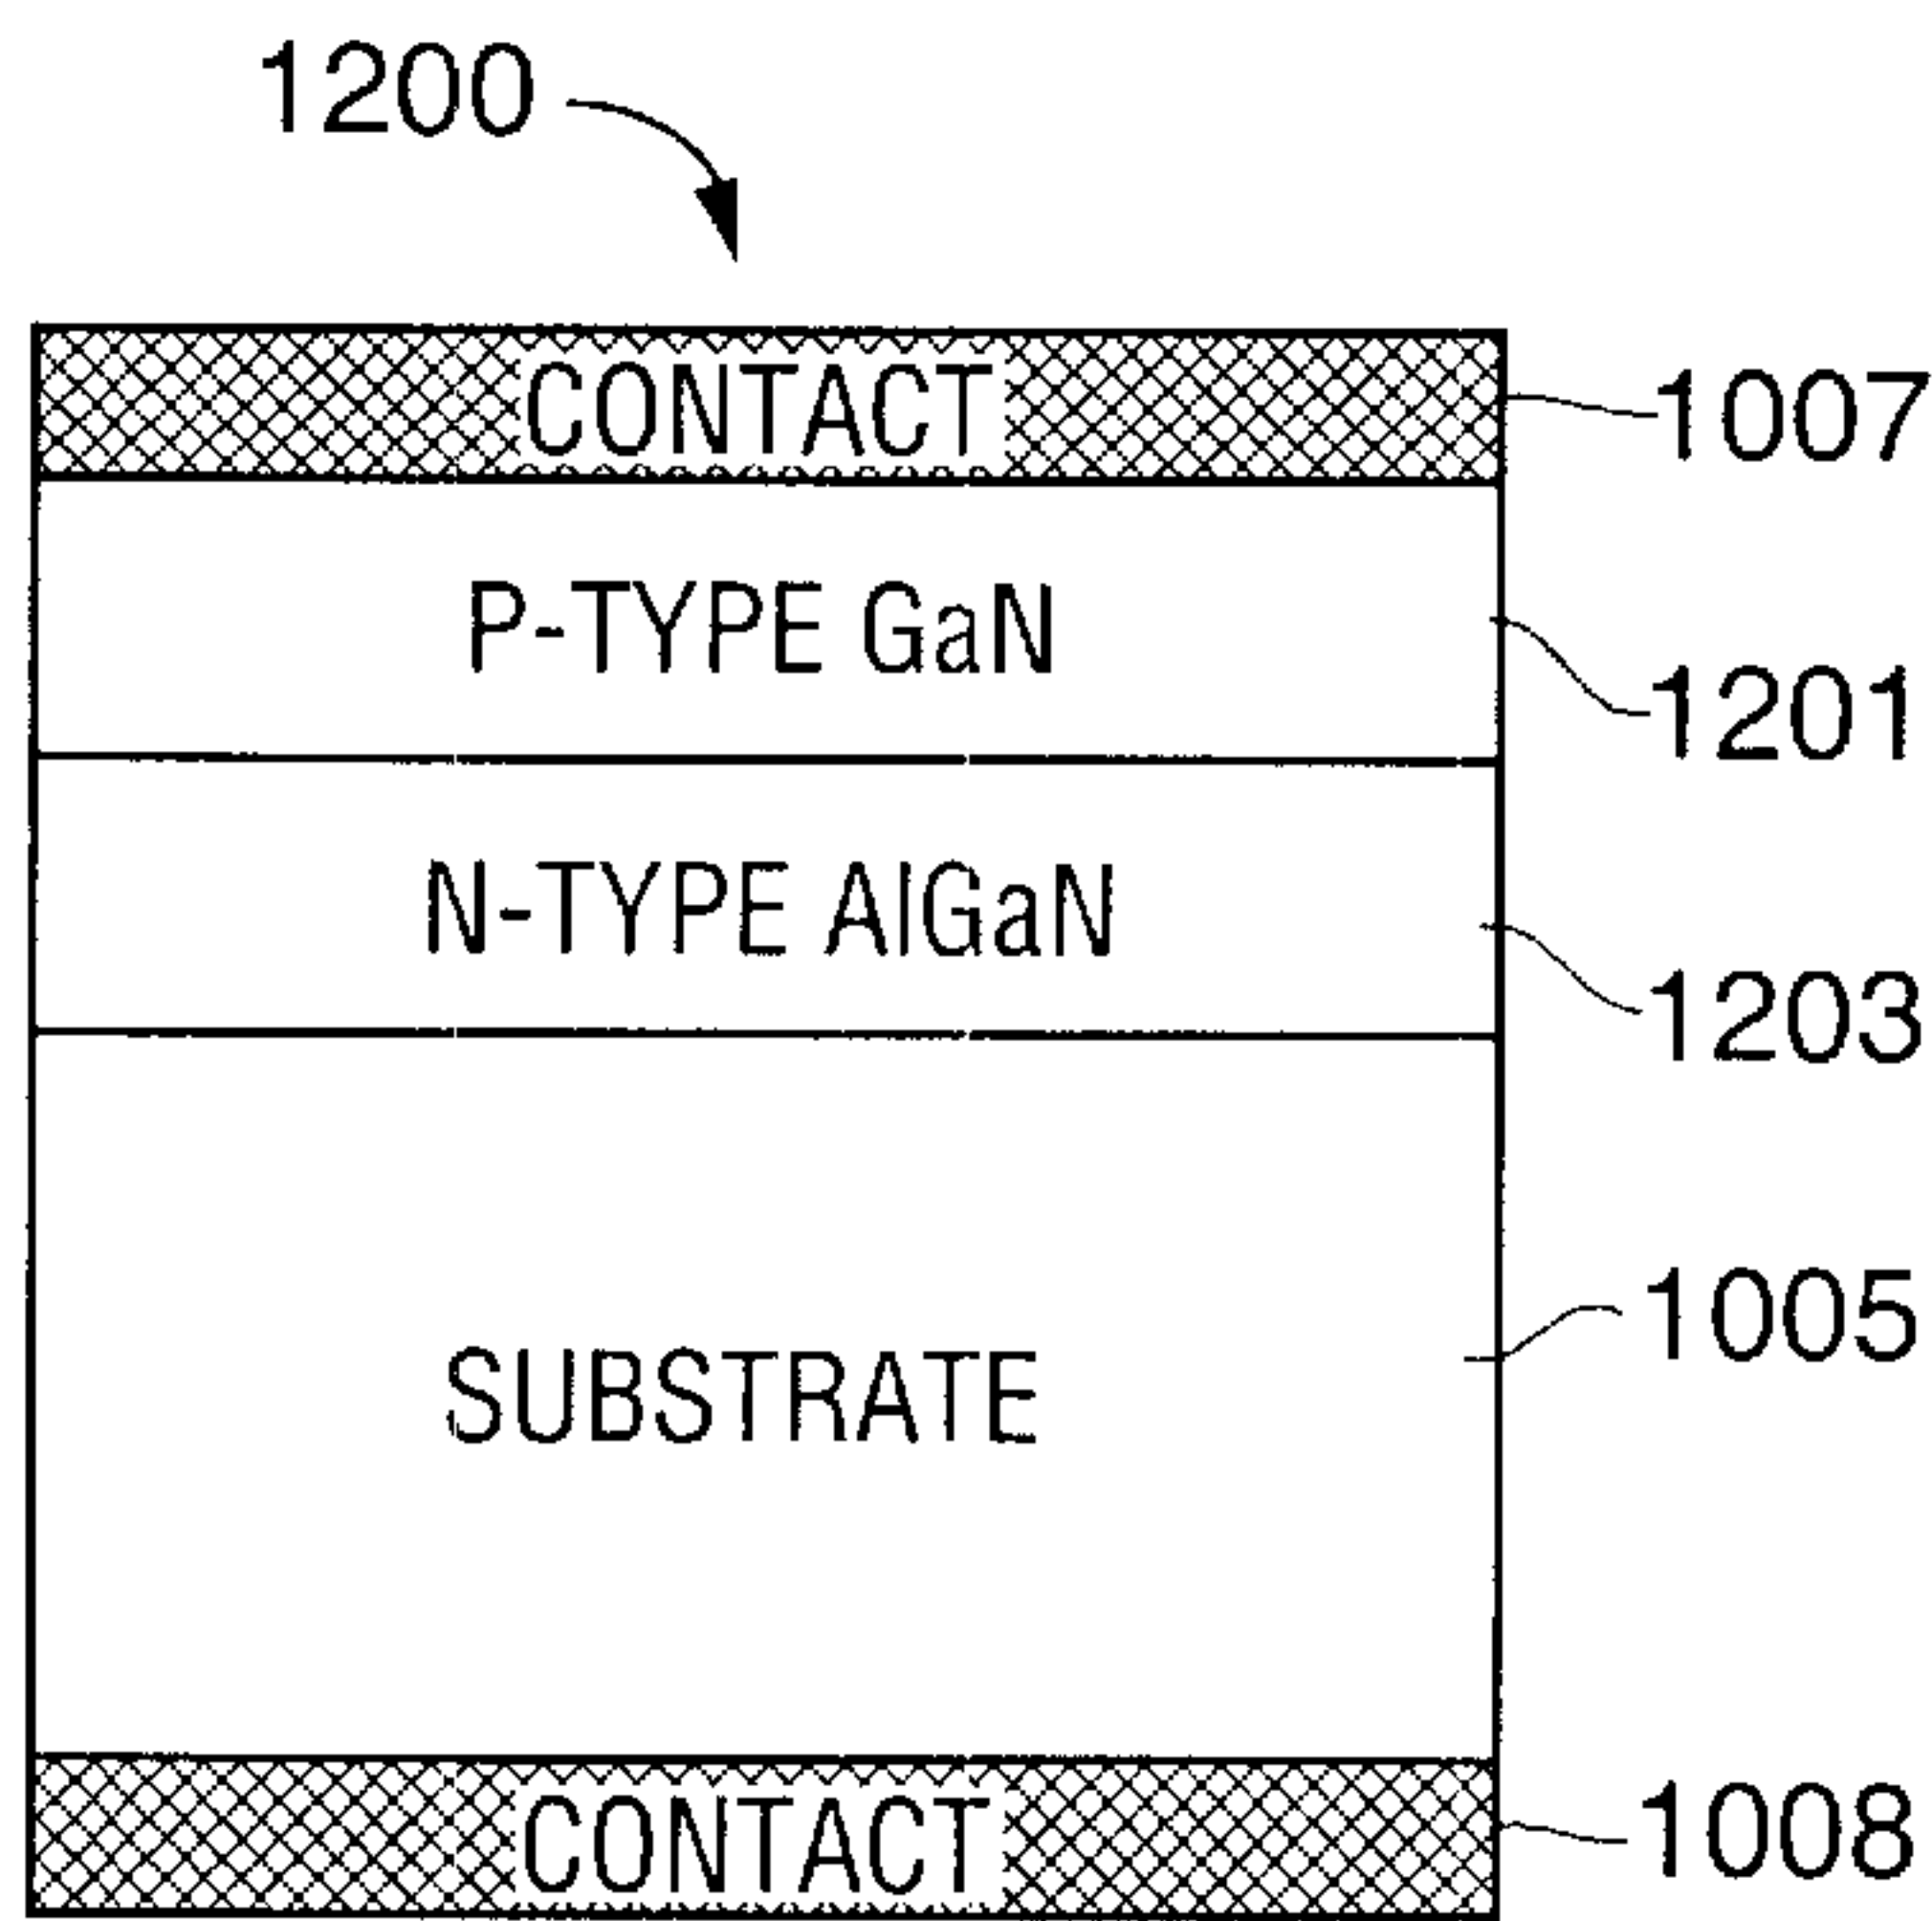 1200
CONTACT 1007
P-TYPE GaN 1201
N-TYPE AlGaN 1203
SUBSTRATE 1005
CONTACT 1008